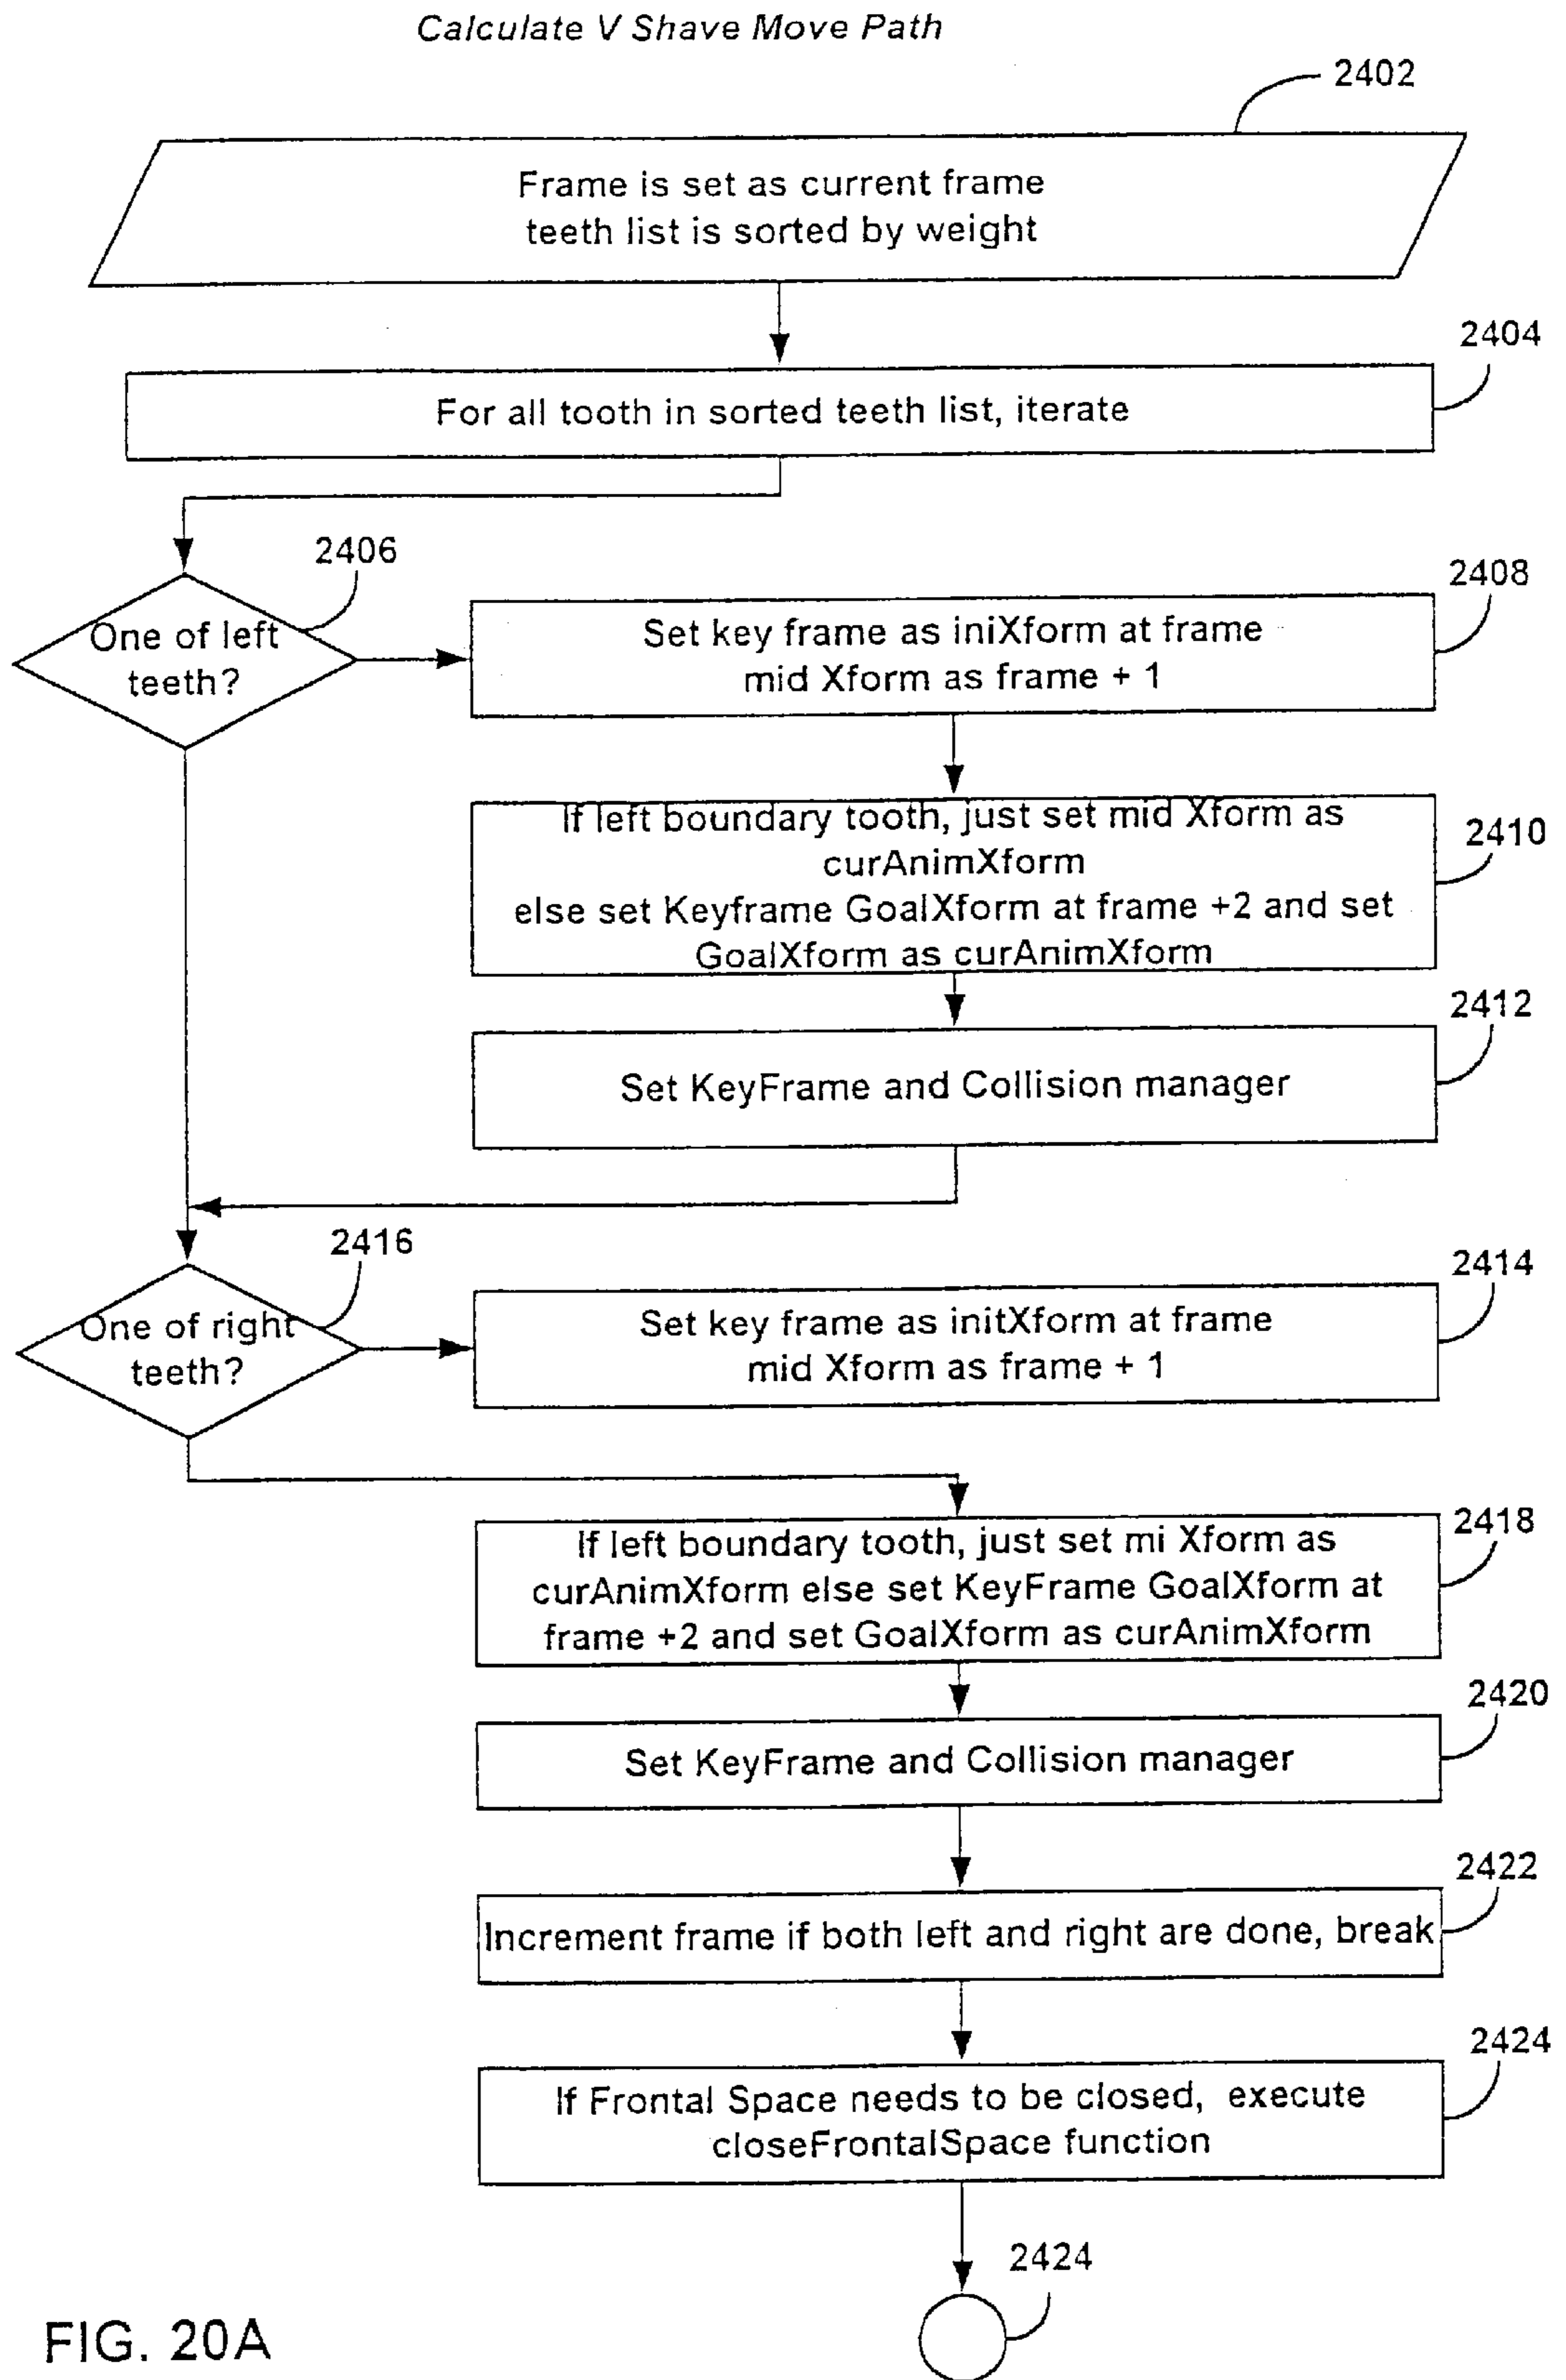 Calculate V Shave Move Path
2402
Frame is set as current frame
teeth list is sorted by weight
2404
For all tooth in sorted teeth list, iterate
2406
One of left
teeth?
2408
Set key frame as iniXform at frame
mid Xform as frame + 1
2410
If left boundary tooth, just set mid Xform as
curAnimXform
else set Keyframe GoalXform at frame +2 and set
GoalXform as curAnimXform
2412
Set KeyFrame and Collision manager
2416
One of right
teeth?
2414
Set key frame as initXform at frame
mid Xform as frame + 1
2418
If left boundary tooth, just set mi Xform as
curAnimXform else set KeyFrame GoalXform at
frame +2 and set GoalXform as curAnimXform
2420
Set KeyFrame and Collision manager
2422
Increment frame if both left and right are done, break
2424
If Frontal Space needs to be closed, execute
closeFrontalSpace function
2424
FIG. 20A